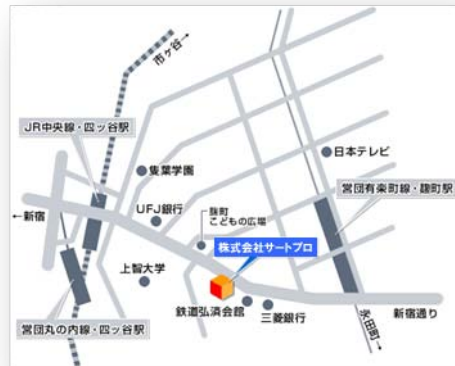 市ヶ谷→
JR中央線・四ッ谷駅
日本テレビ
隻葉学園
営団有楽町線・麹町駅
UFJ銀行
麹町
こどもの広場
←新宿
株式会社サートプロ
上智大学
鉄道弘済会館
三菱銀行
新宿通り
営団丸の内線・四ッ谷駅
永田町→